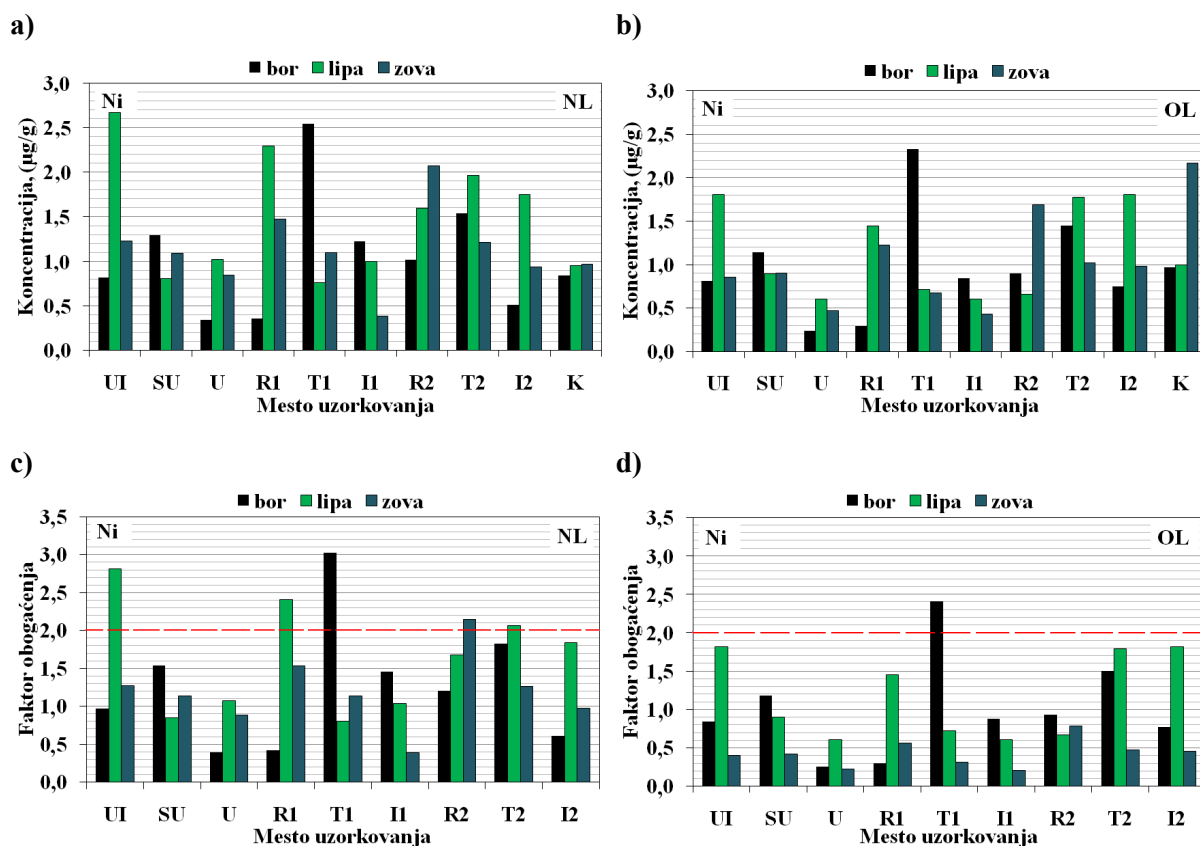 a)
bor lipa zova
Ni
NL
Koncentracija, (µg/g)
3,0
2,5
2,0
1,5
1,0
0,5
0,0
UI SU U R1 T1 I1 R2 T2 I2 K
Mesto uzorkovanja
b)
bor lipa zova
Ni
OL
Koncentracija, (µg/g)
3,0
2,5
2,0
1,5
1,0
0,5
0,0
UI SU U R1 T1 I1 R2 T2 I2 K
Mesto uzorkovanja
c)
bor lipa zova
Ni
NL
Faktor obogaćenja
3,5
3,0
2,5
2,0
1,5
1,0
0,5
0,0
UI SU U R1 T1 I1 R2 T2 I2
Mesto uzorkovanja
d)
bor lipa zova
Ni
OL
Faktor obogaćenja
3,5
3,0
2,5
2,0
1,5
1,0
0,5
0,0
UI SU U R1 T1 I1 R2 T2 I2
Mesto uzorkovanja